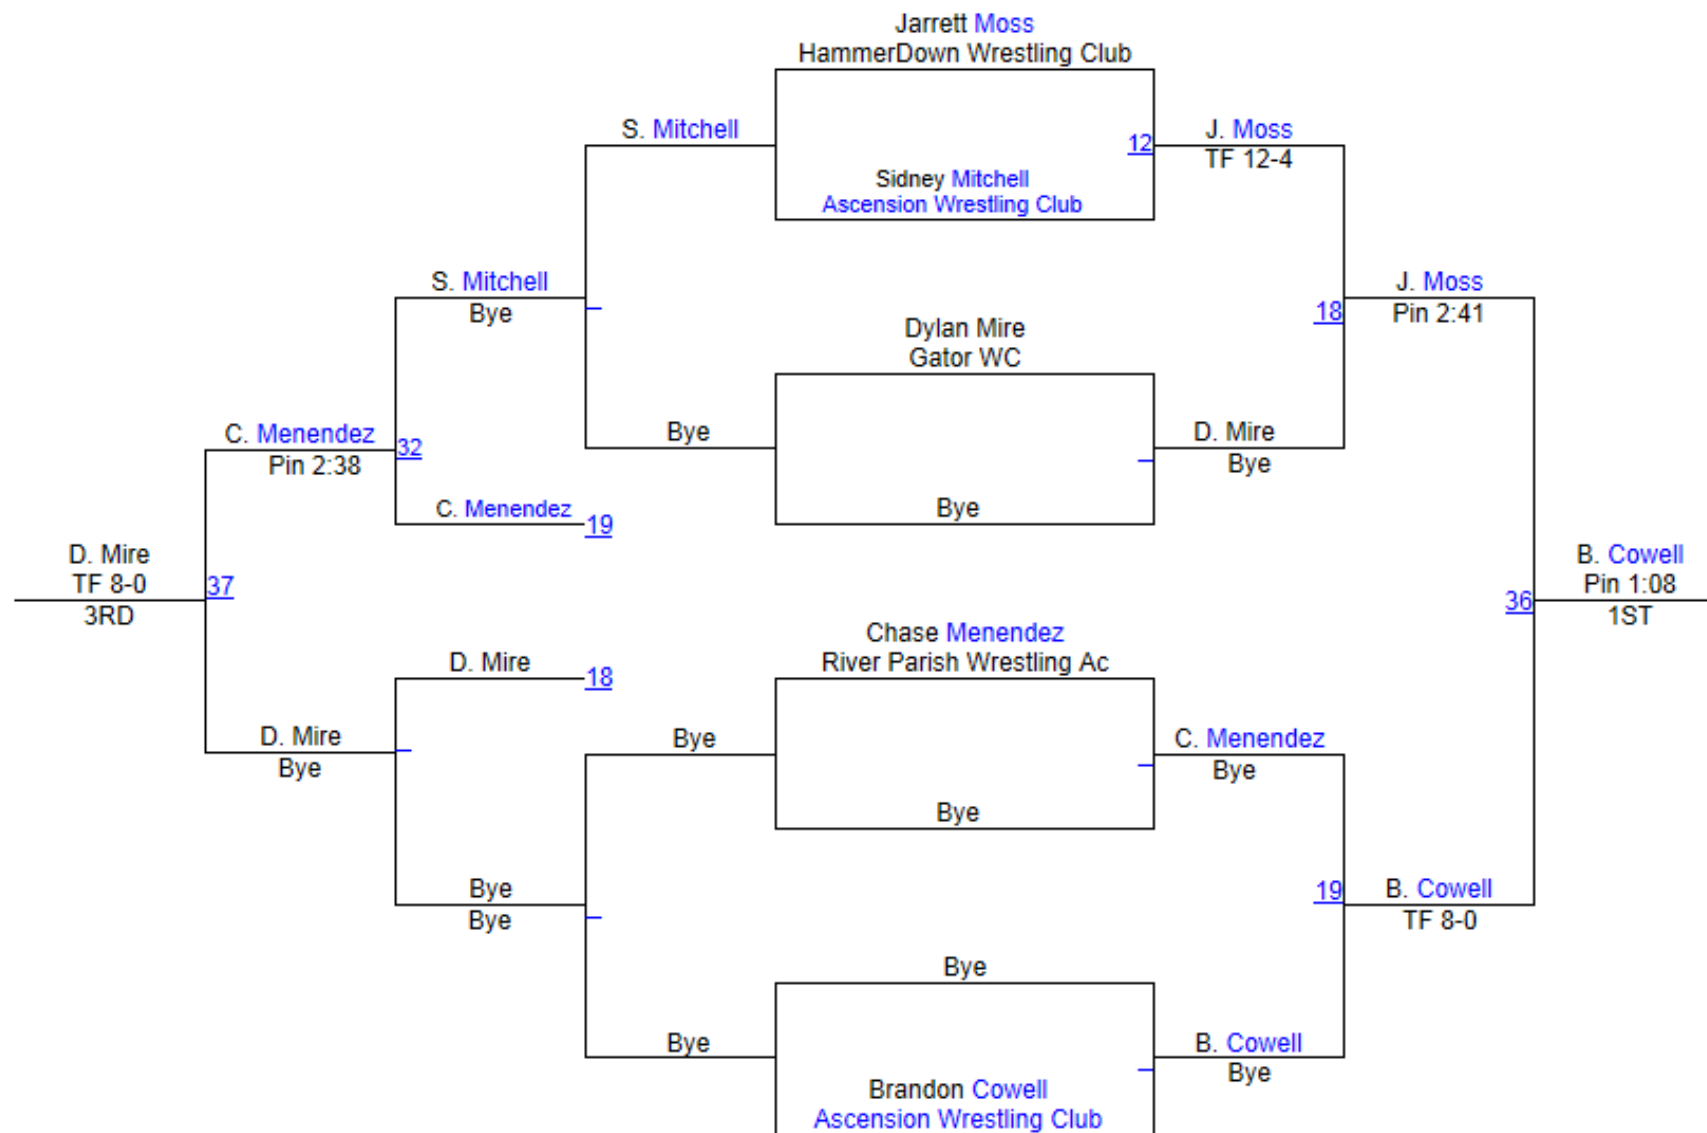 Jarrett Moss
HammerDown Wrestling Club
S. Mitchell
12
J. Moss
TF 12-4
Sidney Mitchell
Ascension Wrestling Club
S. Mitchell
Bye
J. Moss
18
Pin 2:41
Dylan Mire
Gator WC
C. Menendez
32
Pin 2:38
Bye
D. Mire
Bye
C. Menendez
19
Bye
D. Mire
TF 8-0
37
3RD
B. Cowell
Pin 1:08
36
1ST
Chase Menendez
River Parish Wrestling Ac
D. Mire
18
D. Mire
Bye
Bye
C. Menendez
Bye
Bye
Bye
Bye
19
B. Cowell
TF 8-0
Bye
Bye
B. Cowell
Bye
Brandon Cowell
Ascension Wrestling Club